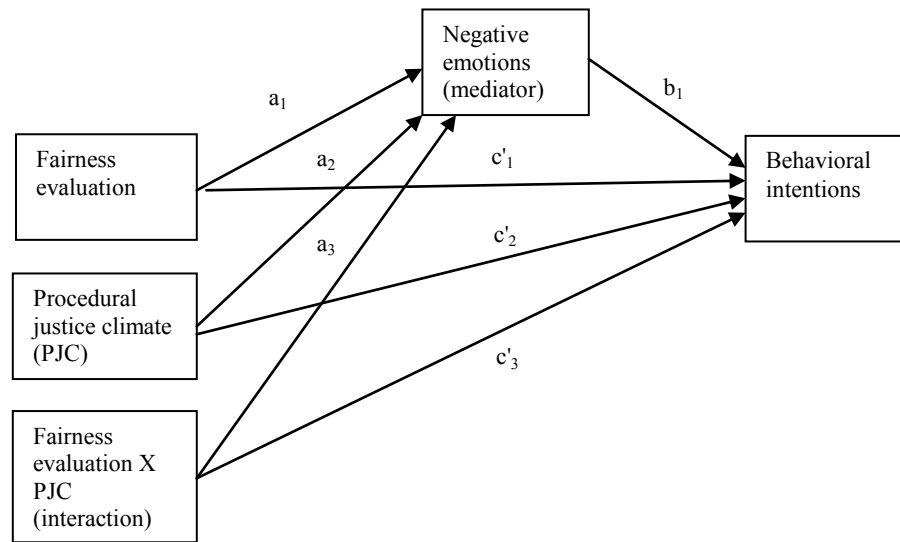 Negative
emotions
(mediator)
a₁
b₁
Fairness
evaluation
a₂
c'₁
Behavioral
intentions
a₃
c'₂
Procedural
justice climate
(PJC)
c'₃
Fairness
evaluation X
PJC
(interaction)